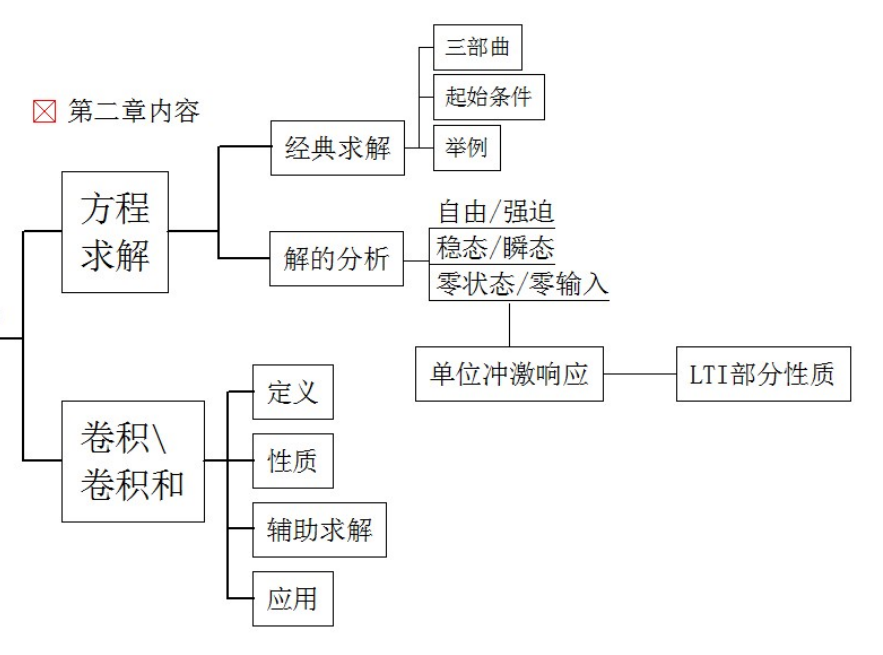 第二章内容
方程
求解
经典求解
三部曲
起始条件
举例
解的分析
自由/强迫
稳态/瞬态
零状态/零输入
单位冲激响应
LTI部分性质
卷积\
卷积和
定义
性质
辅助求解
应用